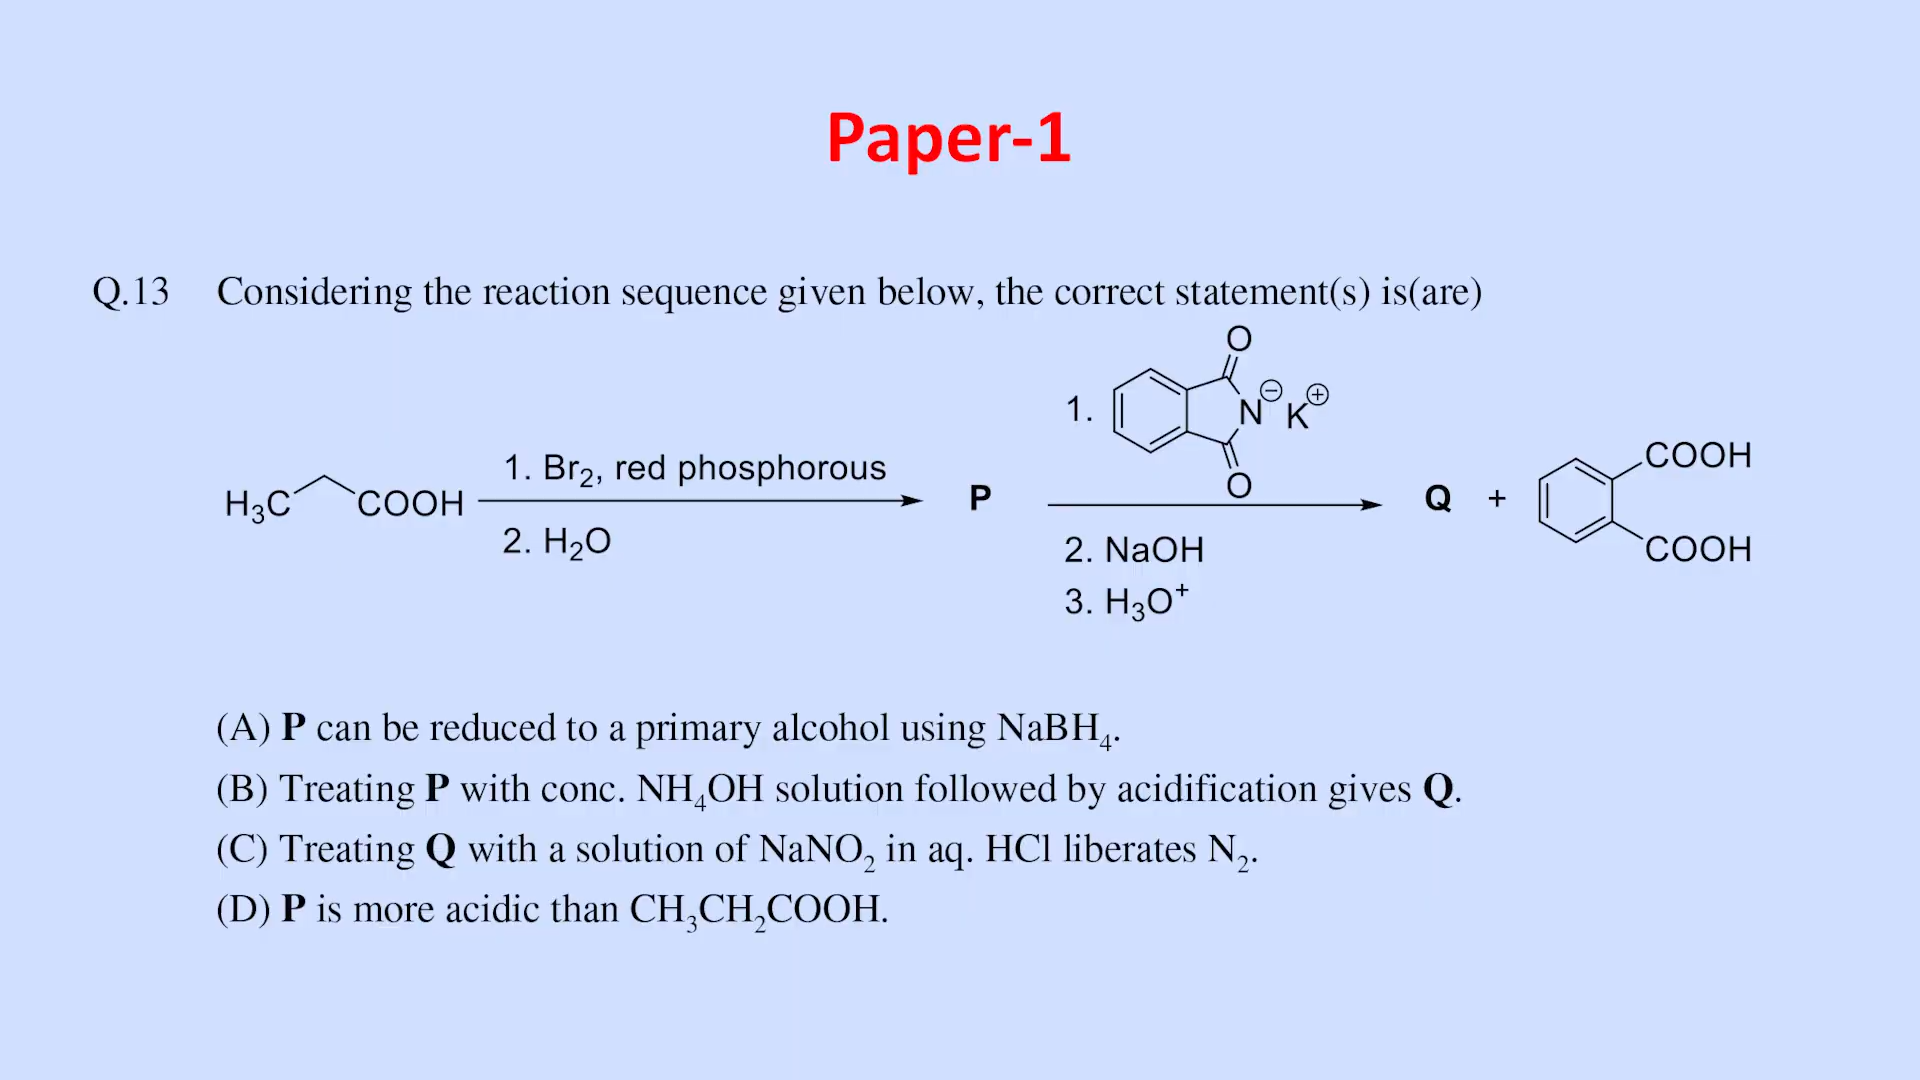 Paper-1
Q.13 Considering the reaction sequence given below, the correct statement(s) is(are)
O
1. N⊖ K⊕
O
H₃C COOH
1. Br₂, red phosphorous
2. H₂O
P
2. NaOH
3. H₃O⁺
Q +
COOH
COOH
(A) P can be reduced to a primary alcohol using NaBH₄.
(B) Treating P with conc. NH₄OH solution followed by acidification gives Q.
(C) Treating Q with a solution of NaNO₂ in aq. HCl liberates N₂.
(D) P is more acidic than CH₃CH₂COOH.